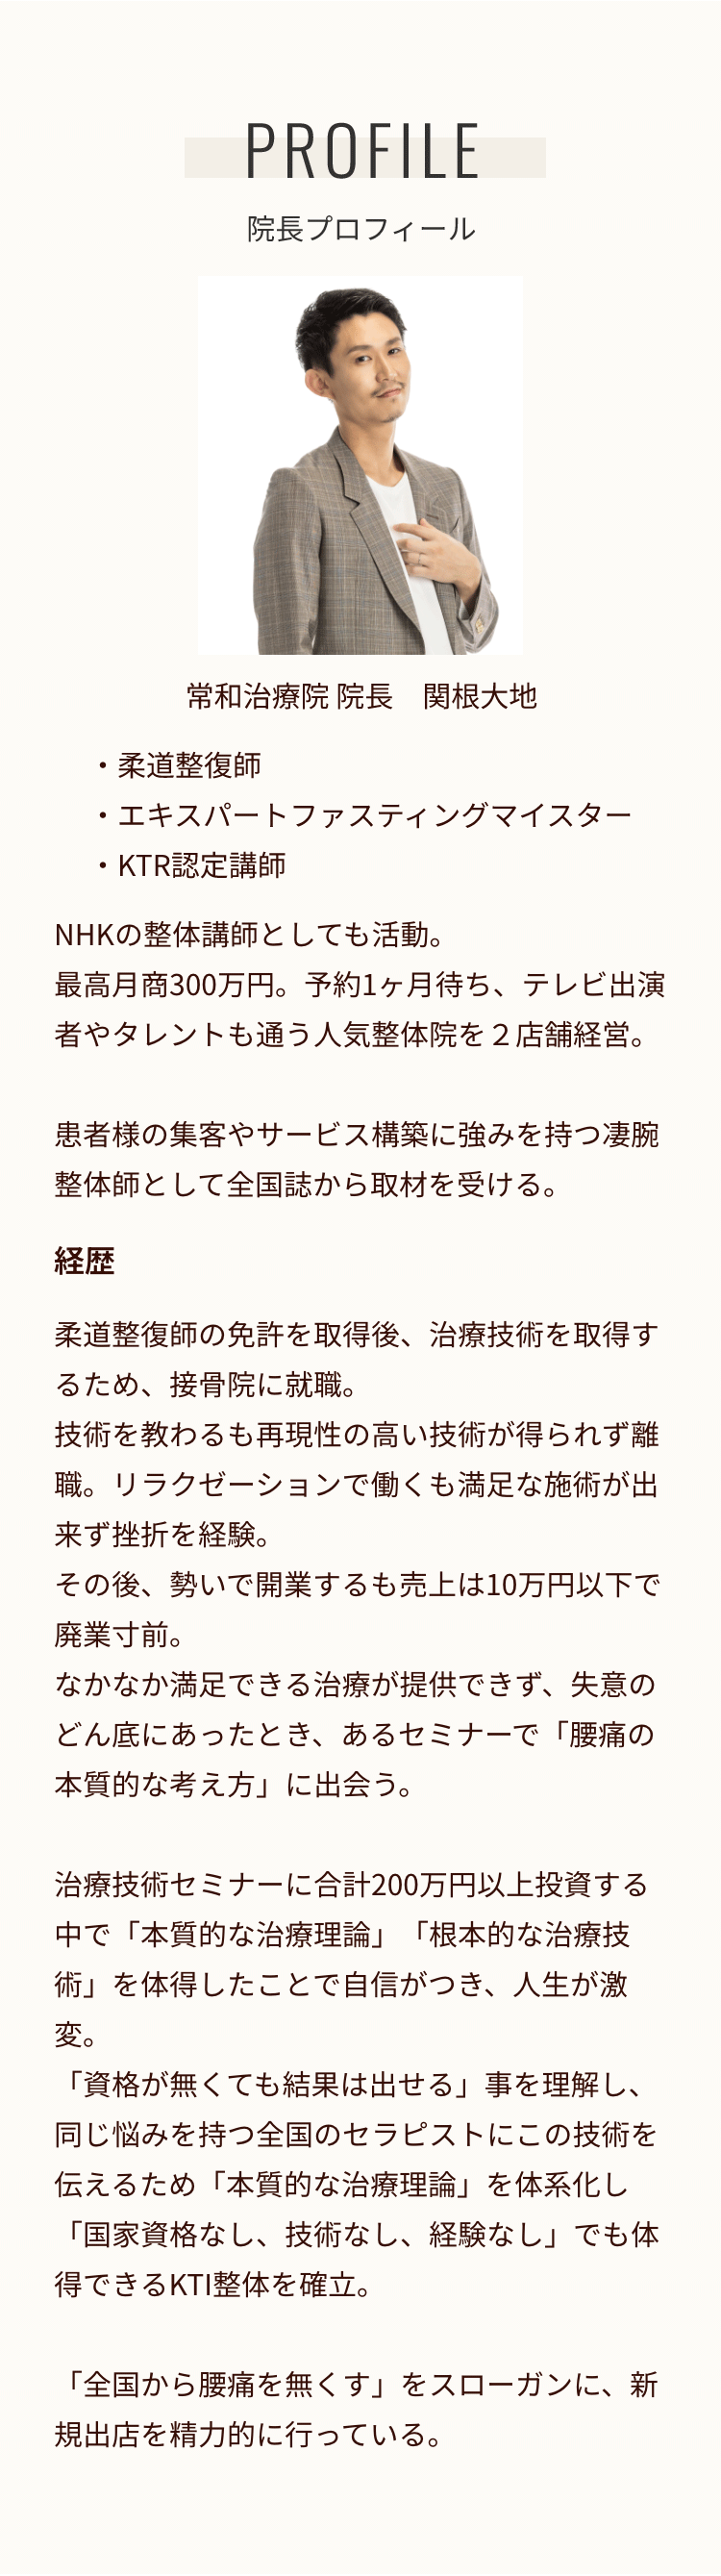 PROFILE
院長プロフィール
常和治療院 院長　関根大地
・柔道整復師
・エキスパートファスティングマイスター
・KTR認定講師
NHKの整体講師としても活動。
最高月商300万円。予約1ヶ月待ち、テレビ出演
者やタレントも通う人気整体院を２店舗経営。
患者様の集客やサービス構築に強みを持つ凄腕
整体師として全国誌から取材を受ける。
経歴
柔道整復師の免許を取得後、治療技術を取得す
るため、接骨院に就職。
技術を教わるも再現性の高い技術が得られず離
職。リラクゼーションで働くも満足な施術が出
来ず挫折を経験。
その後、勢いで開業するも売上は10万円以下で
廃業寸前。
なかなか満足できる治療が提供できず、失意の
どん底にあったとき、あるセミナーで「腰痛の
本質的な考え方」に出会う。
治療技術セミナーに合計200万円以上投資する
中で「本質的な治療理論」「根本的な治療技
術」を体得したことで自信がつき、人生が激
変。
「資格が無くても結果は出せる」事を理解し、
同じ悩みを持つ全国のセラピストにこの技術を
伝えるため「本質的な治療理論」を体系化し
「国家資格なし、技術なし、経験なし」でも体
得できるKTI整体を確立。
「全国から腰痛を無くす」をスローガンに、新
規出店を精力的に行っている。